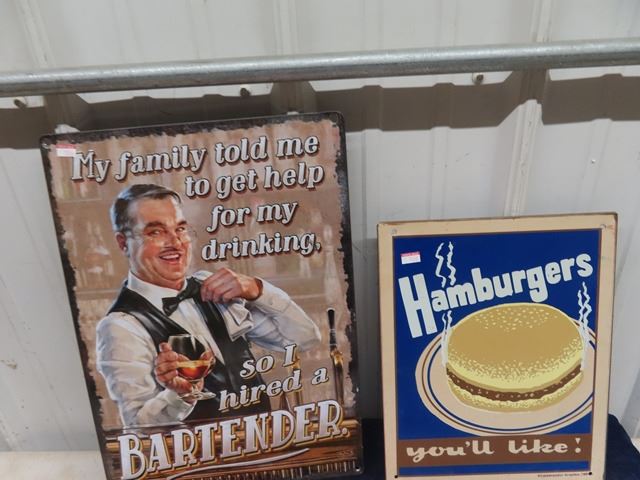 My family told me
to get help
for my
drinking,
so I
hired a
BARTENDER.
Hamburgers
you'll like!